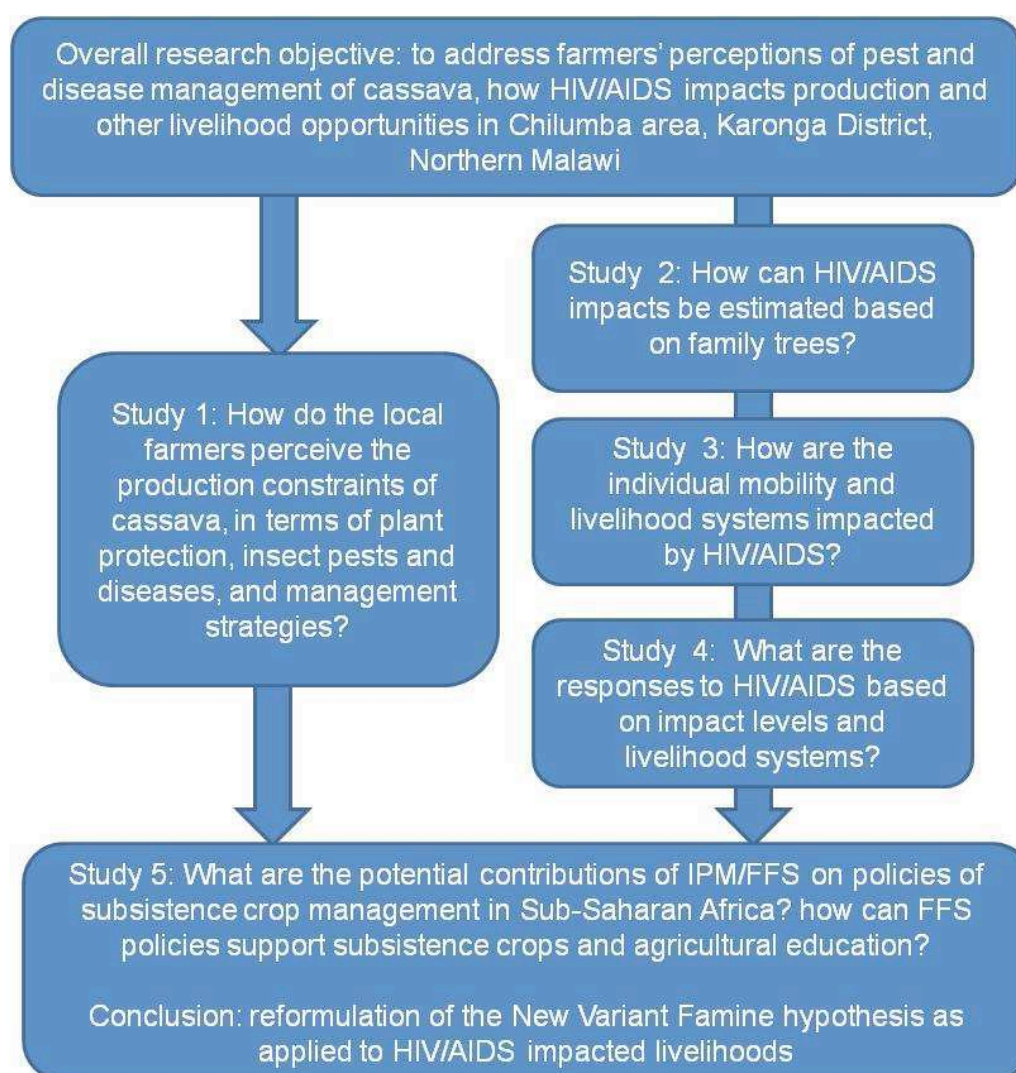 Overall research objective: to address farmers' perceptions of pest and
disease management of cassava, how HIV/AIDS impacts production and
other livelihood opportunities in Chilumba area, Karonga District,
Northern Malawi
Study 1: How do the local
farmers perceive the
production constraints of
cassava, in terms of plant
protection, insect pests and
diseases, and management
strategies?
Study 2: How can HIV/AIDS
impacts be estimated based
on family trees?
Study 3: How are the
individual mobility and
livelihood systems impacted
by HIV/AIDS?
Study 4: What are the
responses to HIV/AIDS based
on impact levels and
livelihood systems?
Study 5: What are the potential contributions of IPM/FFS on policies of
subsistence crop management in Sub-Saharan Africa? how can FFS
policies support subsistence crops and agricultural education?
Conclusion: reformulation of the New Variant Famine hypothesis as
applied to HIV/AIDS impacted livelihoods